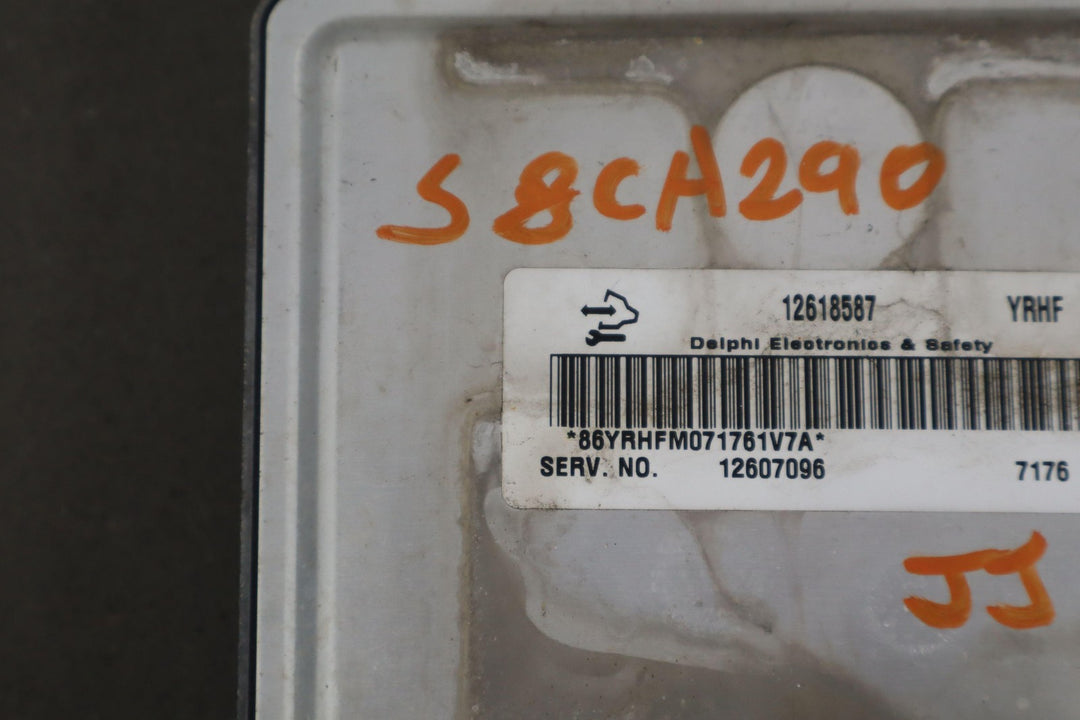 S8CH290
12618587 YRHF
Delphi Electronics & Safety
*86YRHFM071761V7A*
SERV. NO. 12607096 7176
JJ